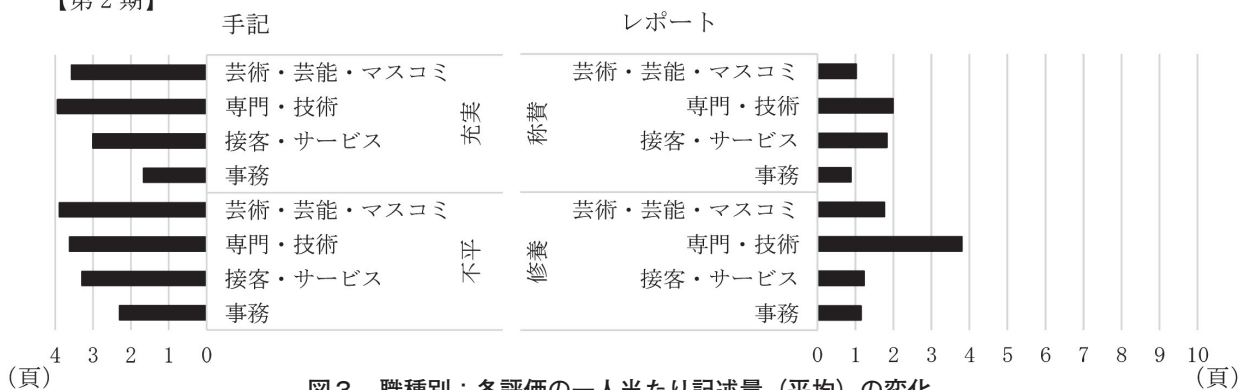 【第2期】
手記
レポート
芸術・芸能・マスコミ
専門・技術
接客・サービス
事務
充実
芸術・芸能・マスコミ
専門・技術
接客・サービス
事務
不平
称賛
芸術・芸能・マスコミ
専門・技術
接客・サービス
事務
修養
芸術・芸能・マスコミ
専門・技術
接客・サービス
事務
4 3 2 1 0
(頁)
0 1 2 3 4 5 6 7 8 9 10
(頁)
図3 職種別:各評価の一人当たり記述量(平均)の変化